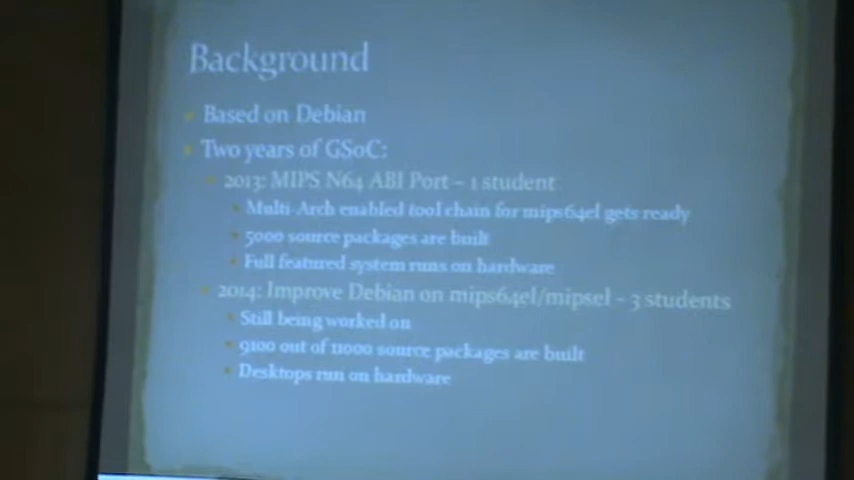 Background
Based on Debian
Two years of GSoC:
2013: MIPS N64 ABI Port – 1 student
Multi-Arch enabled tool chain for mips64el gets ready
5000 source packages are built
Full featured system runs on hardware
2014: Improve Debian on mips64el/mipsel – 3 students
Still being worked on
9100 out of 11000 source packages are built
Desktops run on hardware